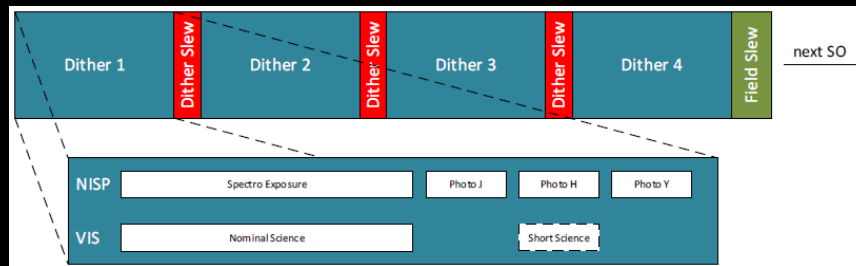 Dither 1
Dither Slew
Dither 2
Dither Slew
Dither 3
Dither Slew
Dither 4
Field Slew
next SO
NISP
Spectro Exposure
Photo J
Photo H
Photo Y
VIS
Nominal Science
Short Science